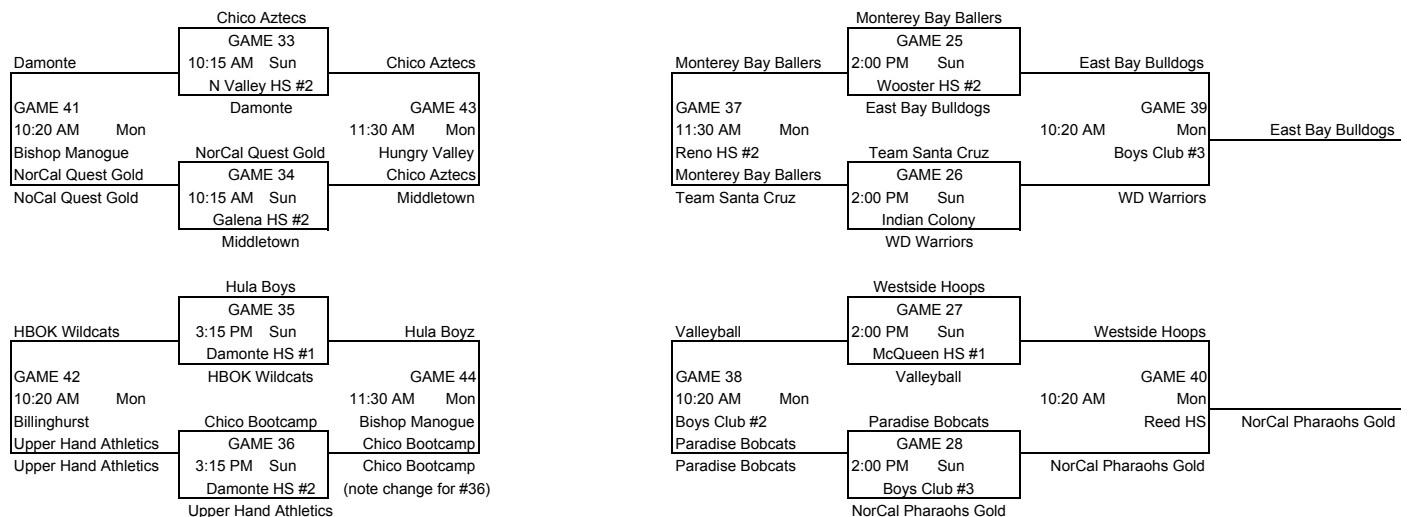 Chico Aztecs
GAME 33
Damonte 10:15 AM Sun Chico Aztecs
N Valley HS #2
GAME 41 Damonte GAME 43
10:20 AM Mon 11:30 AM Mon
Bishop Manogue NorCal Quest Gold Hungry Valley
NorCal Quest Gold GAME 34 Chico Aztecs
NoCal Quest Gold 10:15 AM Sun Middletown
Galena HS #2
Middletown
Monterey Bay Ballers
GAME 25
Monterey Bay Ballers 2:00 PM Sun East Bay Bulldogs
Wooster HS #2
GAME 37 East Bay Bulldogs GAME 39
11:30 AM Mon 10:20 AM Mon East Bay Bulldogs
Reno HS #2 Team Santa Cruz Boys Club #3
Monterey Bay Ballers GAME 26
Team Santa Cruz 2:00 PM Sun WD Warriors
Indian Colony
WD Warriors
Hula Boys
GAME 35
HBOK Wildcats 3:15 PM Sun Hula Boyz
Damonte HS #1
GAME 42 HBOK Wildcats GAME 44
10:20 AM Mon 11:30 AM Mon
Billinghurst Chico Bootcamp Bishop Manogue
Upper Hand Athletics GAME 36 Chico Bootcamp
Upper Hand Athletics 3:15 PM Sun Chico Bootcamp
Damonte HS #2 (note change for #36)
Upper Hand Athletics
Westside Hoops
GAME 27
Valleyball 2:00 PM Sun Westside Hoops
McQueen HS #1
GAME 38 Valleyball GAME 40
10:20 AM Mon 10:20 AM Mon
Boys Club #2 Paradise Bobcats Reed HS NorCal Pharaohs Gold
Paradise Bobcats GAME 28
Paradise Bobcats 2:00 PM Sun NorCal Pharaohs Gold
Boys Club #3
NorCal Pharaohs Gold